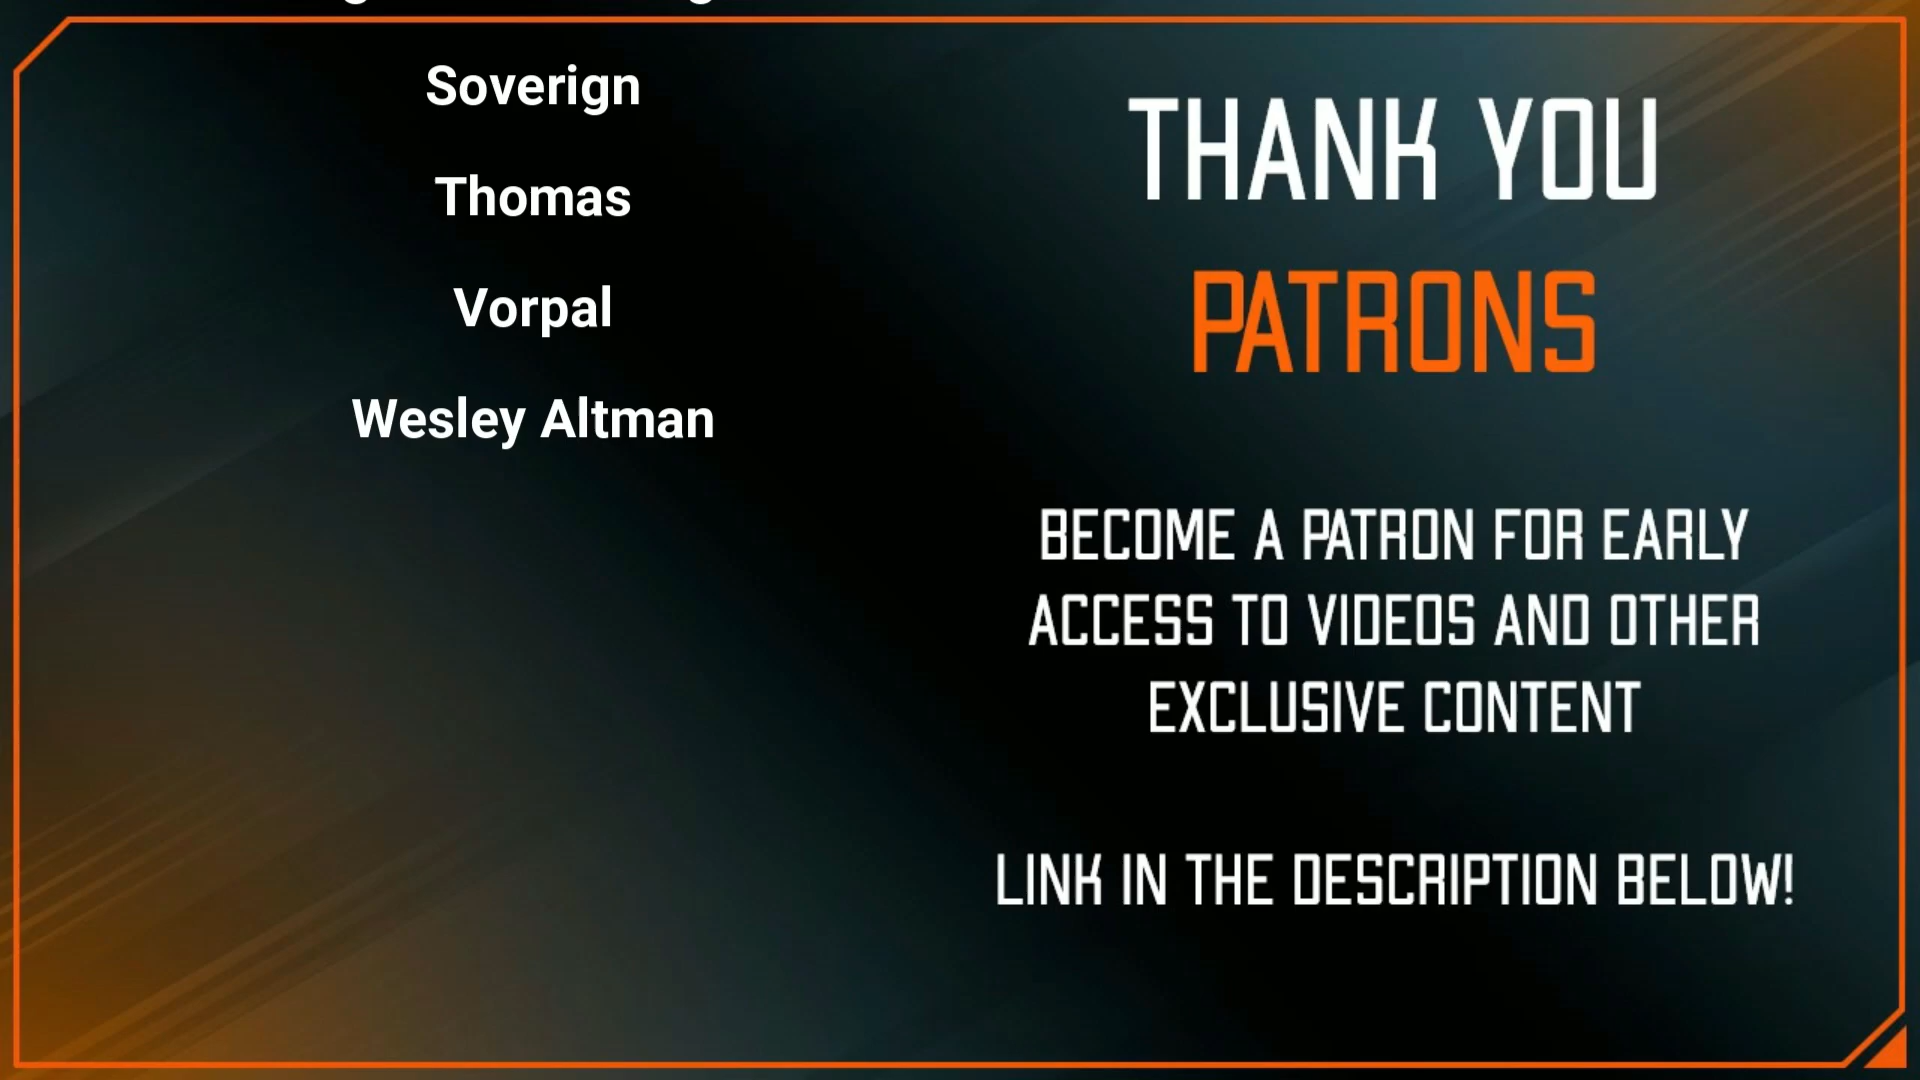 Soverign
Thomas
Vorpal
Wesley Altman
THANK YOU
PATRONS
BECOME A PATRON FOR EARLY
ACCESS TO VIDEOS AND OTHER
EXCLUSIVE CONTENT
LINK IN THE DESCRIPTION BELOW!